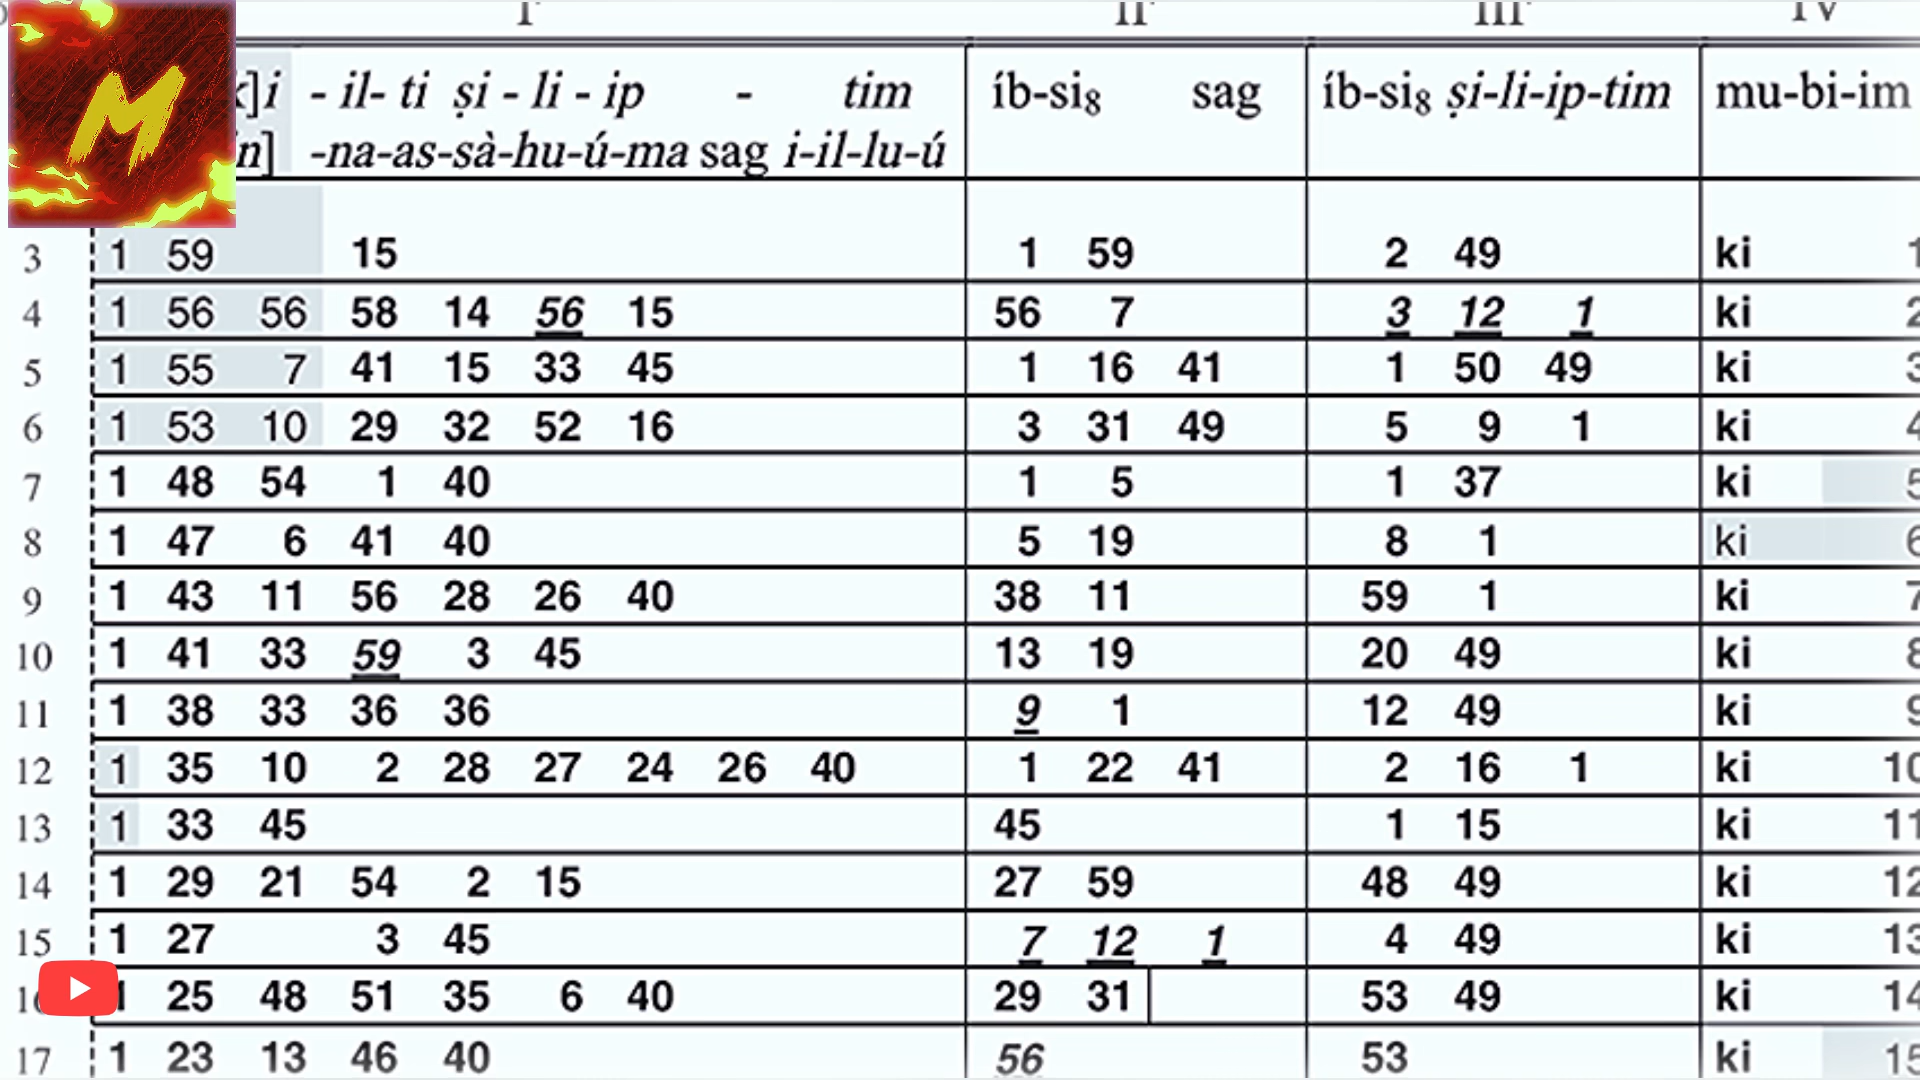 I' II' III' IV'
M
k]i - il- ti ṣi - li - ip - tim íb-si₈ sag íb-si₈ ṣi-li-ip-tim mu-bi-im
n] -na-as-sà-hu-ú-ma sag i-il-lu-ú
3 1 59 15 1 59 2 49 ki 1
4 1 56 56 58 14 56 15 56 7 3 12 1 ki 2
5 1 55 7 41 15 33 45 1 16 41 1 50 49 ki 3
6 1 53 10 29 32 52 16 3 31 49 5 9 1 ki 4
7 1 48 54 1 40 1 5 1 37 ki 5
8 1 47 6 41 40 5 19 8 1 ki 6
9 1 43 11 56 28 26 40 38 11 59 1 ki 7
10 1 41 33 59 3 45 13 19 20 49 ki 8
11 1 38 33 36 36 9 1 12 49 ki 9
12 1 35 10 2 28 27 24 26 40 1 22 41 2 16 1 ki 10
13 1 33 45 45 1 15 ki 11
14 1 29 21 54 2 15 27 59 48 49 ki 12
15 1 27 3 45 7 12 1 4 49 ki 13
16 1 25 48 51 35 6 40 29 31 53 49 ki 14
17 1 23 13 46 40 56 53 ki 15